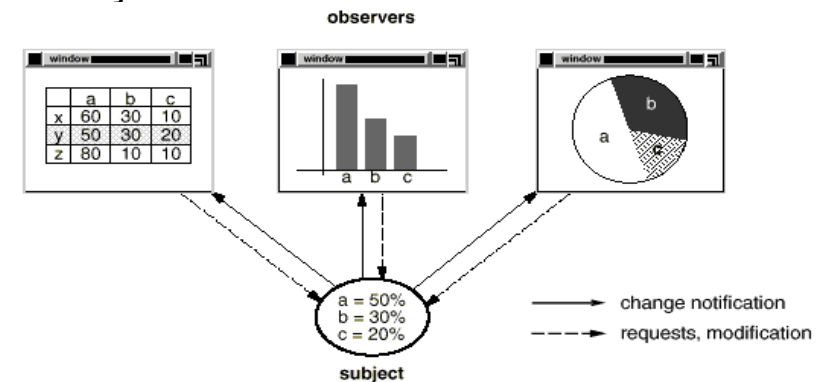 observers
window
window
window
a b c
x 60 30 10
y 50 30 20
z 80 10 10
a b c
a
b
c
a = 50%
b = 30%
c = 20%
change notification
requests, modification
subject